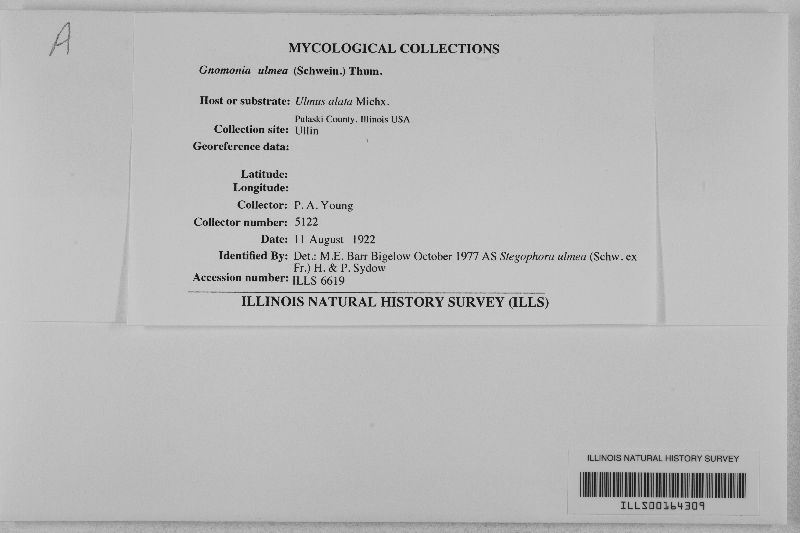 A
MYCOLOGICAL COLLECTIONS
Gnomonia ulmea (Schwein.) Thum.
Host or substrate: Ulmus alata Michx.
Pulaski County, Illinois USA
Collection site: Ullin
Georeference data:
Latitude:
Longitude:
Collector: P. A. Young
Collector number: 5122
Date: 11 August 1922
Identified By: Det.: M.E. Barr Bigelow October 1977 AS Stegophora ulmea (Schw. ex
Fr.) H. & P. Sydow
Accession number: ILLS 6619
ILLINOIS NATURAL HISTORY SURVEY (ILLS)
ILLINOIS NATURAL HISTORY SURVEY
ILLS00164309